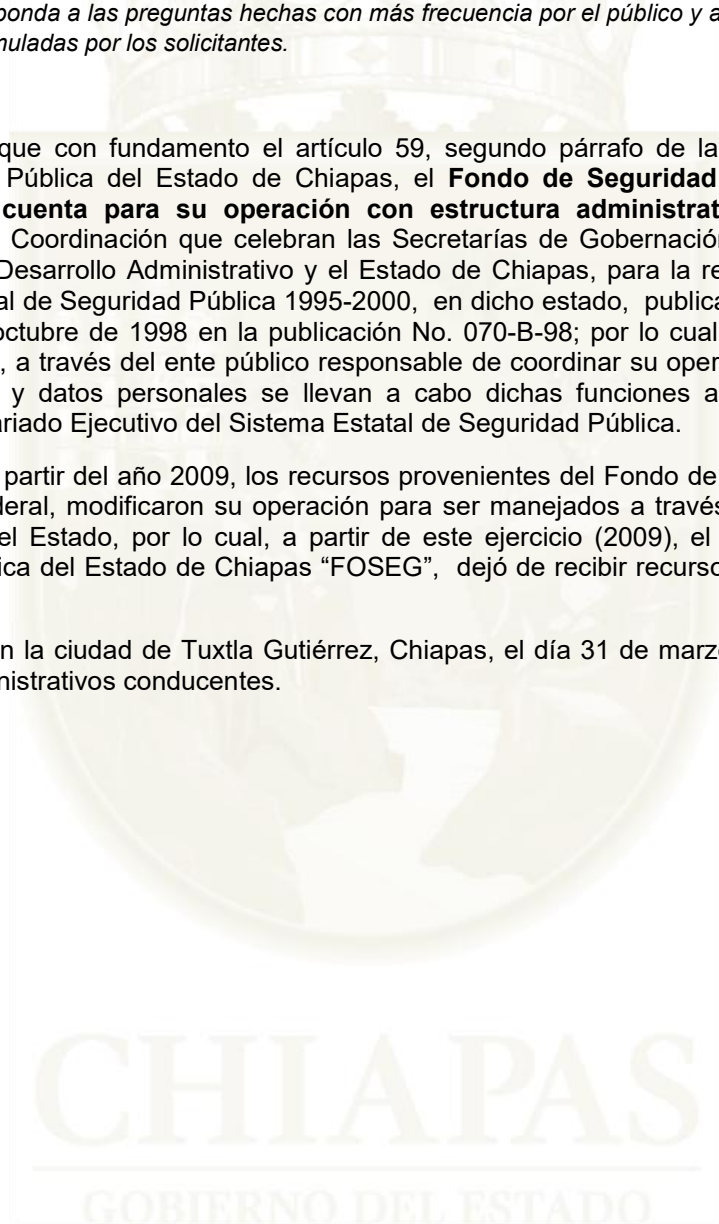 ponda a las preguntas hechas con más frecuencia por el público y a
muladas por los solicitantes.
que con fundamento el artículo 59, segundo párrafo de la
Pública del Estado de Chiapas, el Fondo de Seguridad
cuenta para su operación con estructura administrat
Coordinación que celebran las Secretarías de Gobernación
Desarrollo Administrativo y el Estado de Chiapas, para la re
al de Seguridad Pública 1995-2000, en dicho estado, publica
octubre de 1998 en la publicación No. 070-B-98; por lo cual
, a través del ente público responsable de coordinar su oper
y datos personales se llevan a cabo dichas funciones a
ariado Ejecutivo del Sistema Estatal de Seguridad Pública.
partir del año 2009, los recursos provenientes del Fondo de
deral, modificaron su operación para ser manejados a través
el Estado, por lo cual, a partir de este ejercicio (2009), el
ica del Estado de Chiapas “FOSEG”, dejó de recibir recurso
n la ciudad de Tuxtla Gutiérrez, Chiapas, el día 31 de marzo
ministrativos conducentes.
CHIAPAS
GOBIERNO DEL ESTADO